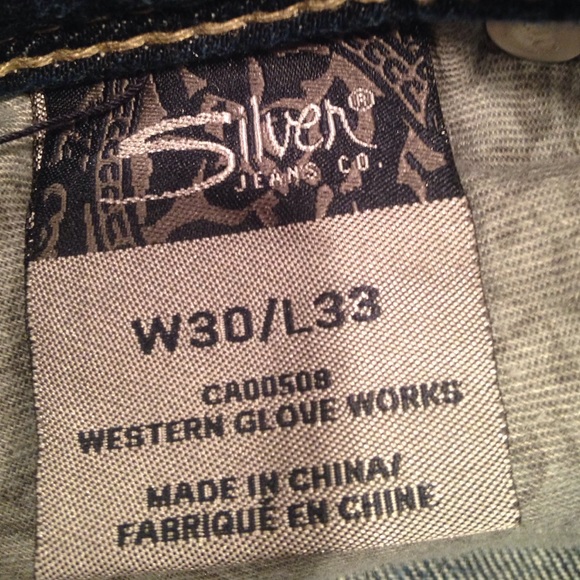 Silver®
JEANS CO.
W30/L33
CA00508
WESTERN GLOVE WORKS
MADE IN CHINA/
FABRIQUÉ EN CHINE